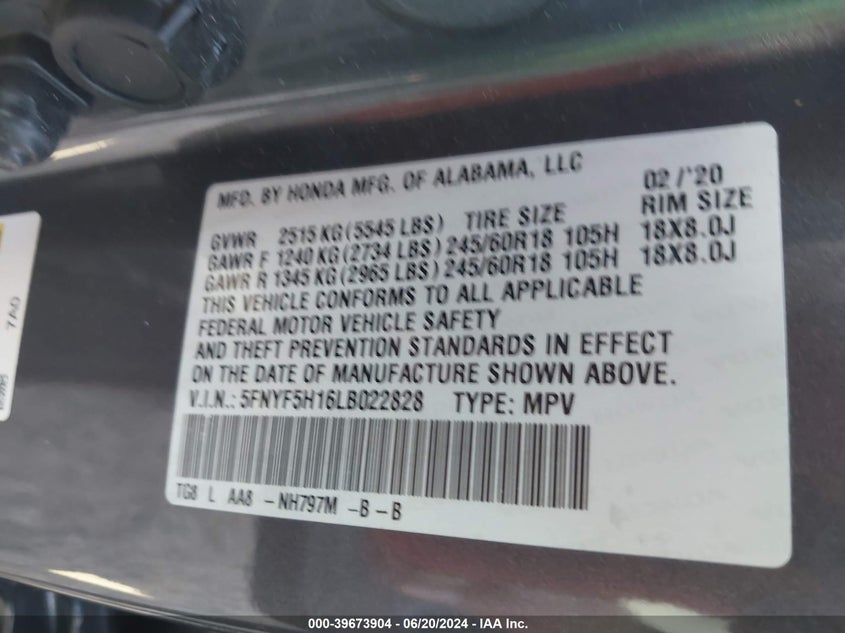 MFD. BY HONDA MFG. OF ALABAMA, LLC 02/'20
GVWR 2515 KG (5545 LBS) TIRE SIZE RIM SIZE
GAWR F 1240 KG (2734 LBS) 245/60R18 105H 18X8.0J
GAWR R 1345 KG (2965 LBS) 245/60R18 105H 18X8.0J
THIS VEHICLE CONFORMS TO ALL APPLICABLE
FEDERAL MOTOR VEHICLE SAFETY
AND THEFT PREVENTION STANDARDS IN EFFECT
ON THE DATE OF MANUFACTURE SHOWN ABOVE.
V.I.N.: 5FNYF5H16LB022828 TYPE: MPV
TG8 L AA8 -NH797M -B -B
7A0
000-39673904 - 06/20/2024 - IAA Inc.